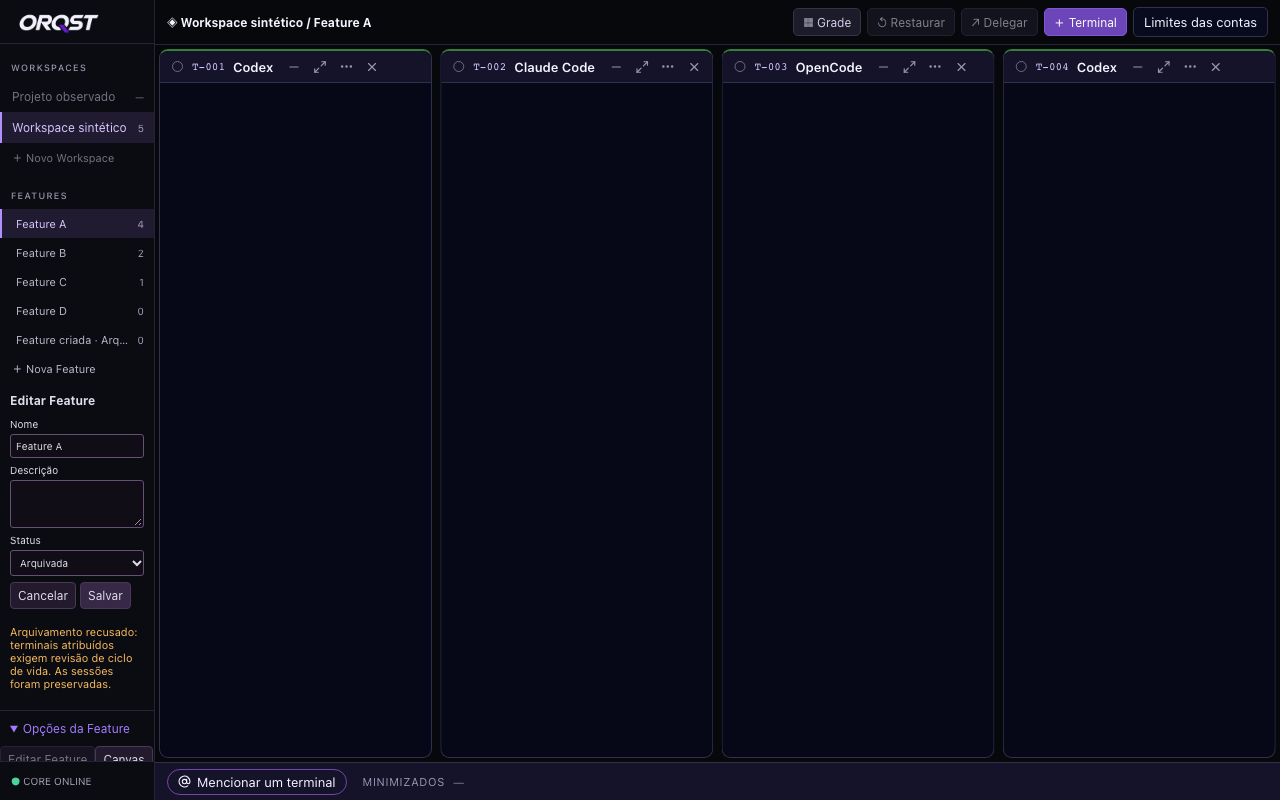 ORQST
◈ Workspace sintético / Feature A
▦ Grade
Restaurar
↗ Delegar
+ Terminal
Limites das contas
WORKSPACES
Projeto observado —
Workspace sintético 5
+ Novo Workspace
FEATURES
Feature A 4
Feature B 2
Feature C 1
Feature D 0
Feature criada · Arq... 0
+ Nova Feature
Editar Feature
Nome
Feature A
Descrição
Status
Arquivada
Cancelar Salvar
Arquivamento recusado:
terminais atribuídos
exigem revisão de ciclo
de vida. As sessões
foram preservadas.
▼ Opções da Feature
Editar Feature Canvas
CORE ONLINE
T-001 Codex
T-002 Claude Code
T-003 OpenCode
T-004 Codex
@ Mencionar um terminal
MINIMIZADOS —